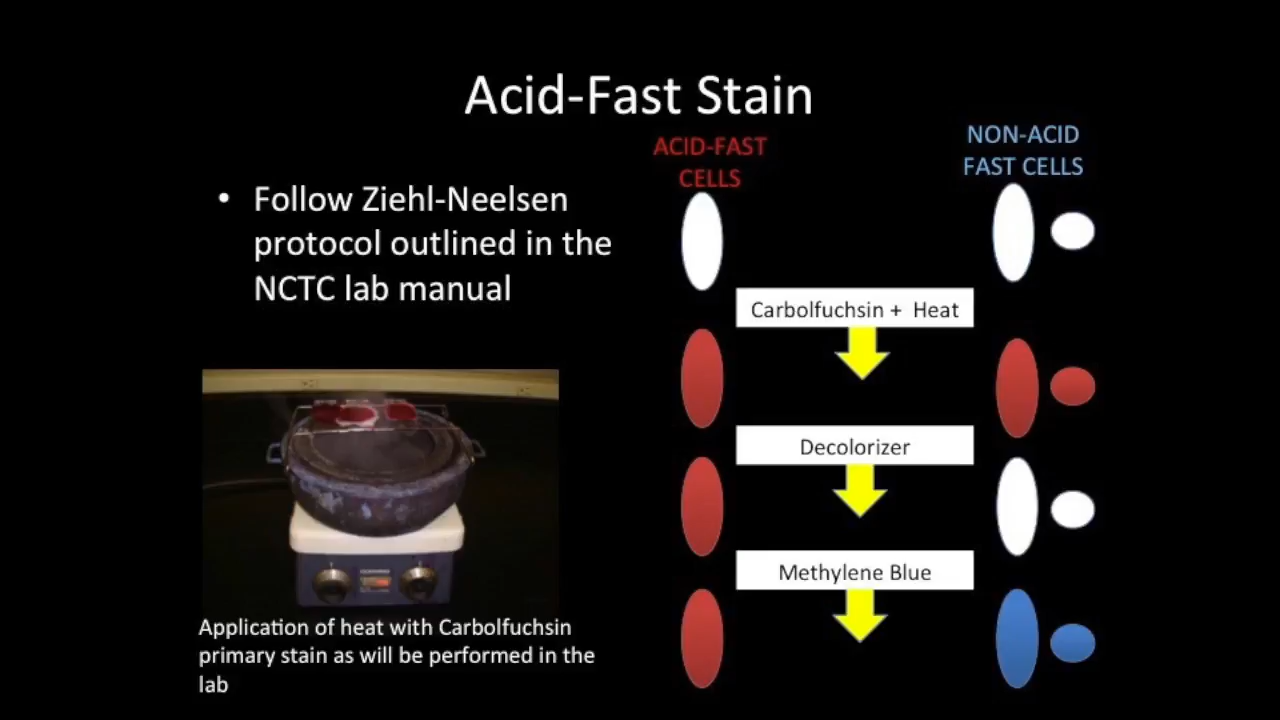 Acid-Fast Stain
• Follow Ziehl-Neelsen
protocol outlined in the
NCTC lab manual
Application of heat with Carbolfuchsin
primary stain as will be performed in the
lab
ACID-FAST
CELLS
NON-ACID
FAST CELLS
Carbolfuchsin + Heat
Decolorizer
Methylene Blue